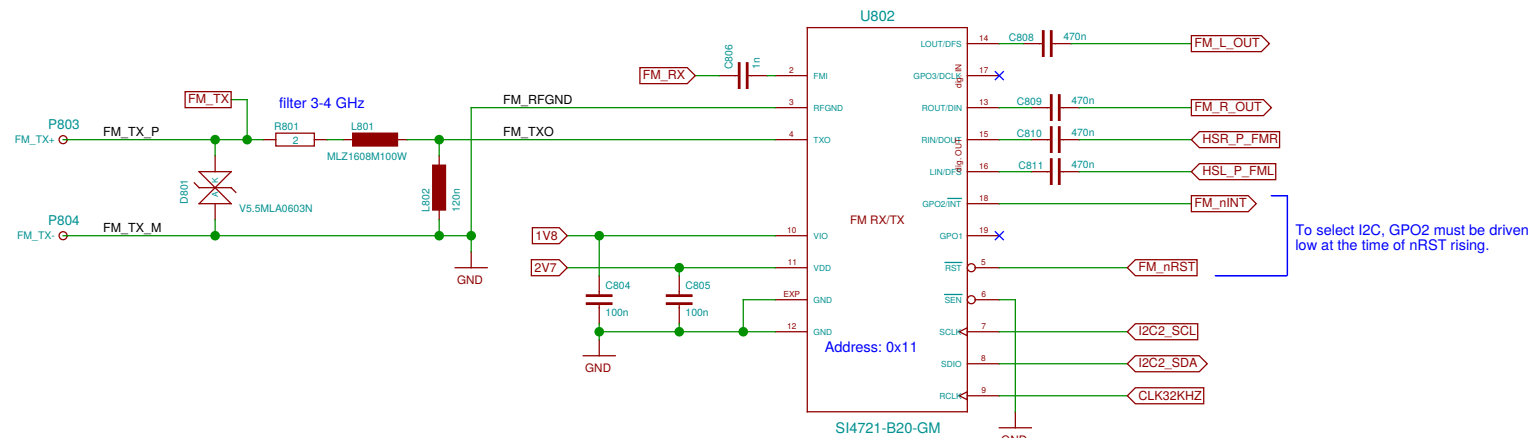 U802
LOUT/DFS
14
C808
470n
FM_L_OUT
dig. IN
GPO3/DCLK
17
FM_RX
C806
1n
2
FMI
FM_TX
filter 3-4 GHz
FM_RFGND
3
RFGND
ROUT/DIN
13
C809
470n
FM_R_OUT
P803
FM_TX+
FM_TX_P
R801
2
L801
MLZ1608M100W
FM_TXO
4
TXO
RIN/DOUT
15
C810
470n
HSR_P_FMR
dig. OUT
LIN/DFS
16
C811
470n
HSL_P_FML
D801
V5.5MLA0603N
L802
120n
FM RX/TX
GPO2/INT
18
FM_nINT
P804
FM_TX-
FM_TX_M
1V8
10
VIO
GPO1
19
To select I2C, GPO2 must be driven
low at the time of nRST rising.
GND
2V7
11
VDD
RST
5
FM_nRST
C804
100n
C805
100n
EXP
GND
SEN
6
12
GND
SCLK
7
I2C2_SCL
Address: 0x11
GND
SDIO
8
I2C2_SDA
RCLK
9
CLK32KHZ
SI4721-B20-GM
GND